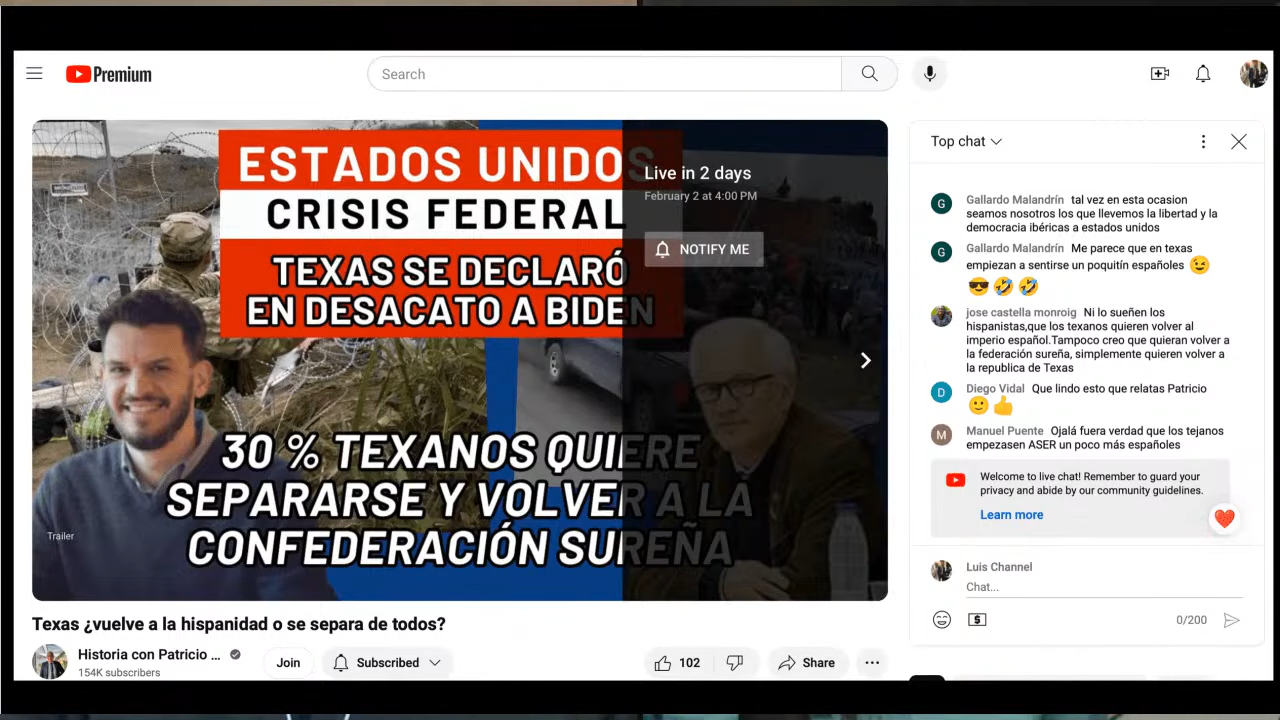 Premium
Search
ESTADOS UNIDOS
CRISIS FEDERAL
TEXAS SE DECLARÓ
EN DESACATO A BIDEN
30 % TEXANOS QUIERE
SEPARARSE Y VOLVER A LA
CONFEDERACIÓN SUREÑA
Live in 2 days
February 2 at 4:00 PM
NOTIFY ME
Trailer
Texas ¿vuelve a la hispanidad o se separa de todos?
Historia con Patricio ...
154K subscribers
Join
Subscribed
102
Share
Top chat
G
Gallardo Malandrín tal vez en esta ocasion
seamos nosotros los que llevemos la libertad y la
democracia ibéricas a estados unidos
G
Gallardo Malandrín Me parece que en texas
empiezan a sentirse un poquitín españoles
jose castella monroig Ni lo sueñen los
hispanistas,que los texanos quieren volver al
imperio español.Tampoco creo que quieran volver a
la federación sureña, simplemente quieren volver a
la republica de Texas
D
Diego Vidal Que lindo esto que relatas Patricio
M
Manuel Puente Ojalá fuera verdad que los tejanos
empezasen ASER un poco más españoles
Welcome to live chat! Remember to guard your
privacy and abide by our community guidelines.
Learn more
Luis Channel
Chat...
0/200